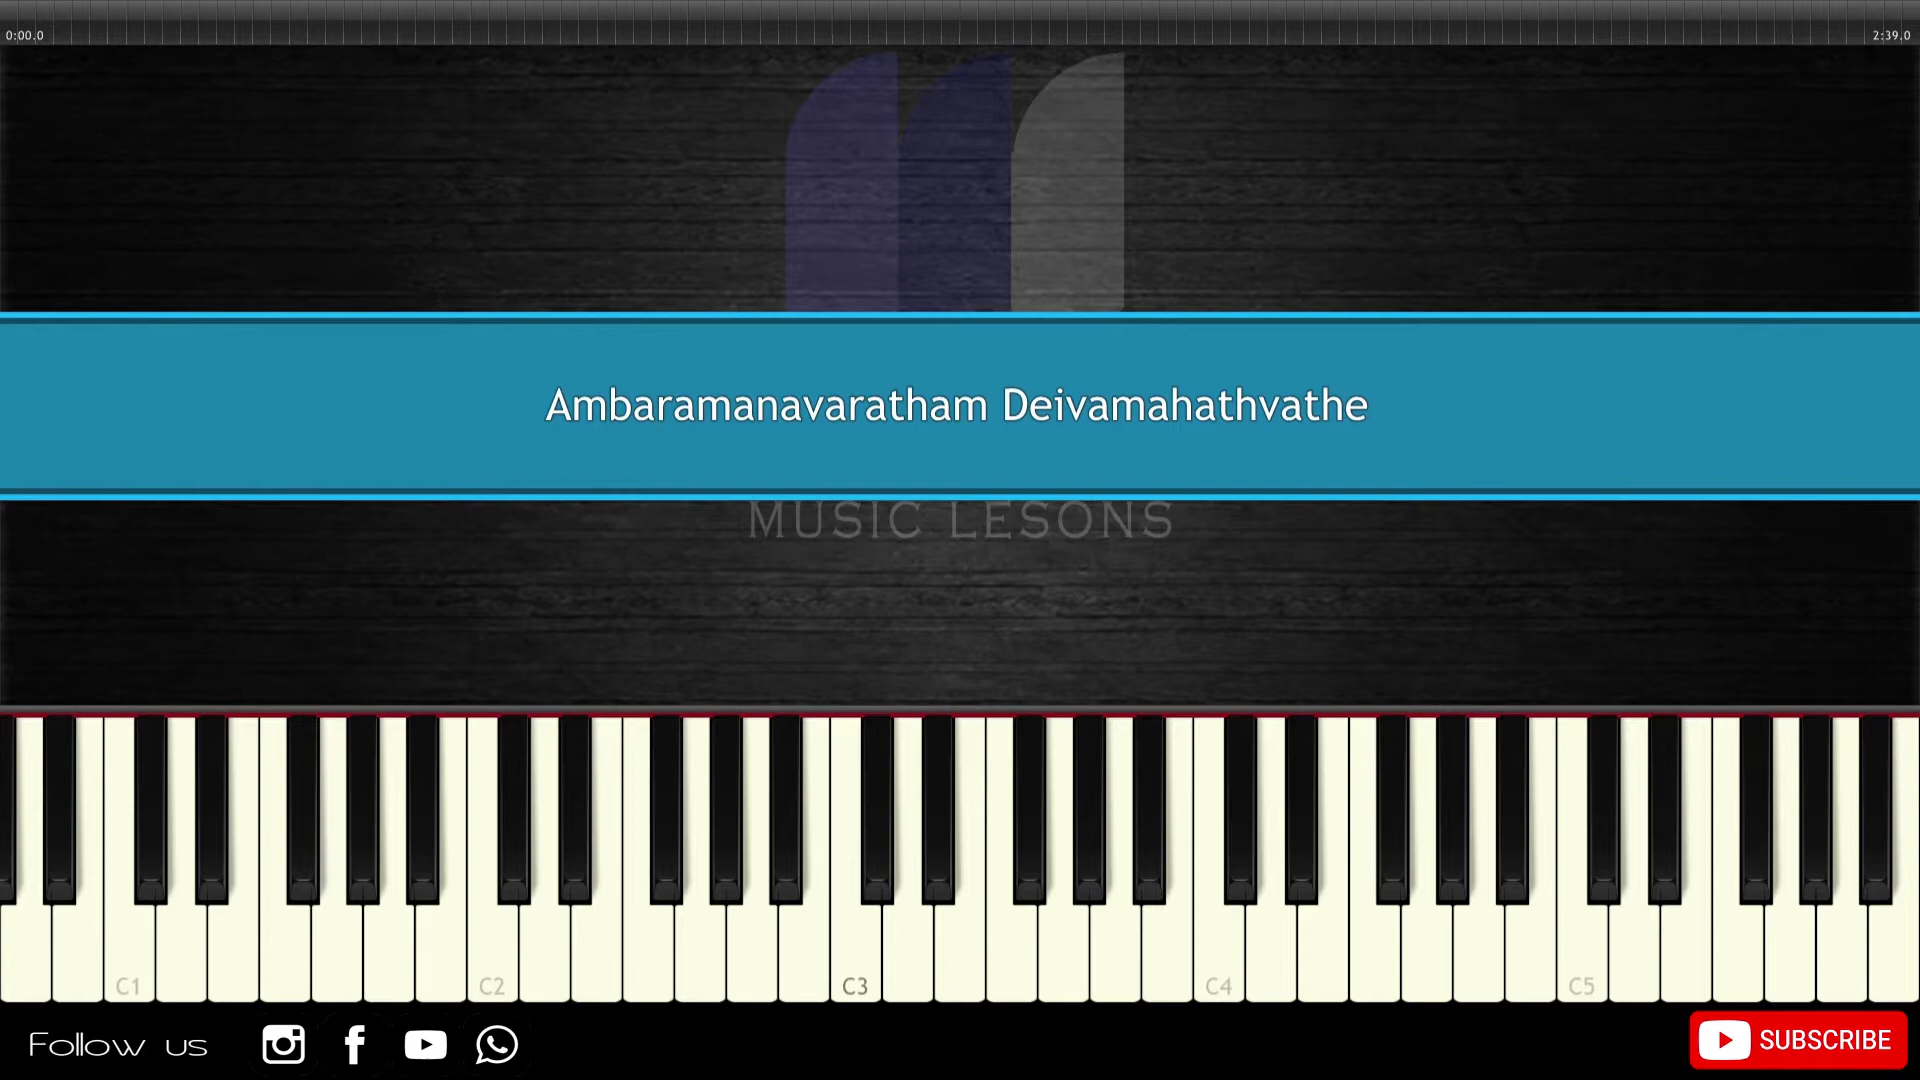 0:00.0
2:39.0
Ambaramanavaratham Deivamahathvathe
MUSIC LESONS
C1
C2
C3
C4
C5
Follow us
SUBSCRIBE